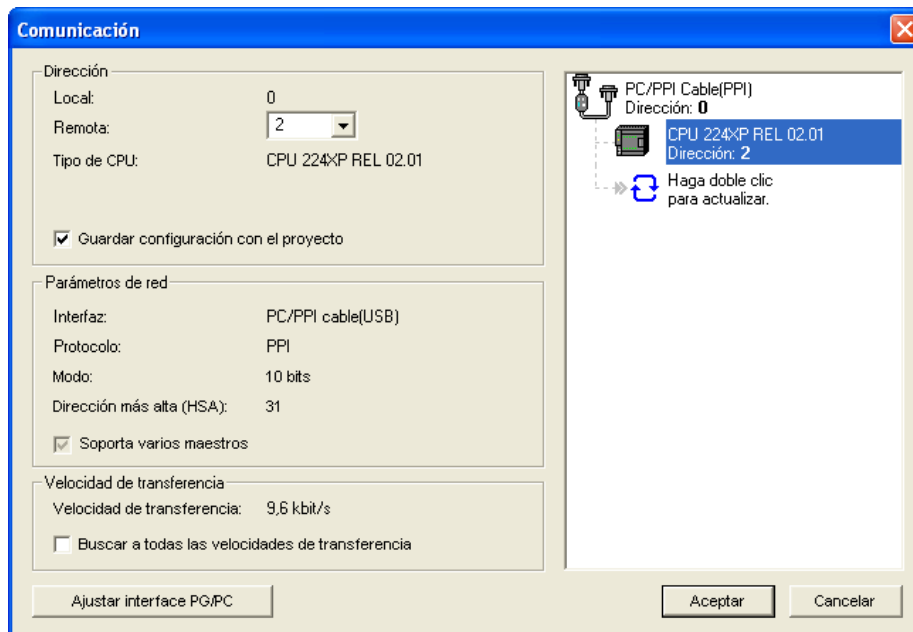 Comunicación
Dirección
Local: 0
Remota: 2
Tipo de CPU: CPU 224XP REL 02.01
Guardar configuración con el proyecto
Parámetros de red
Interfaz: PC/PPI cable(USB)
Protocolo: PPI
Modo: 10 bits
Dirección más alta (HSA): 31
Soporta varios maestros
Velocidad de transferencia
Velocidad de transferencia: 9,6 kbit/s
Buscar a todas las velocidades de transferencia
Ajustar interface PG/PC
PC/PPI Cable(PPI)
Dirección: 0
CPU 224XP REL 02.01
Dirección: 2
Haga doble clic
para actualizar.
Aceptar
Cancelar